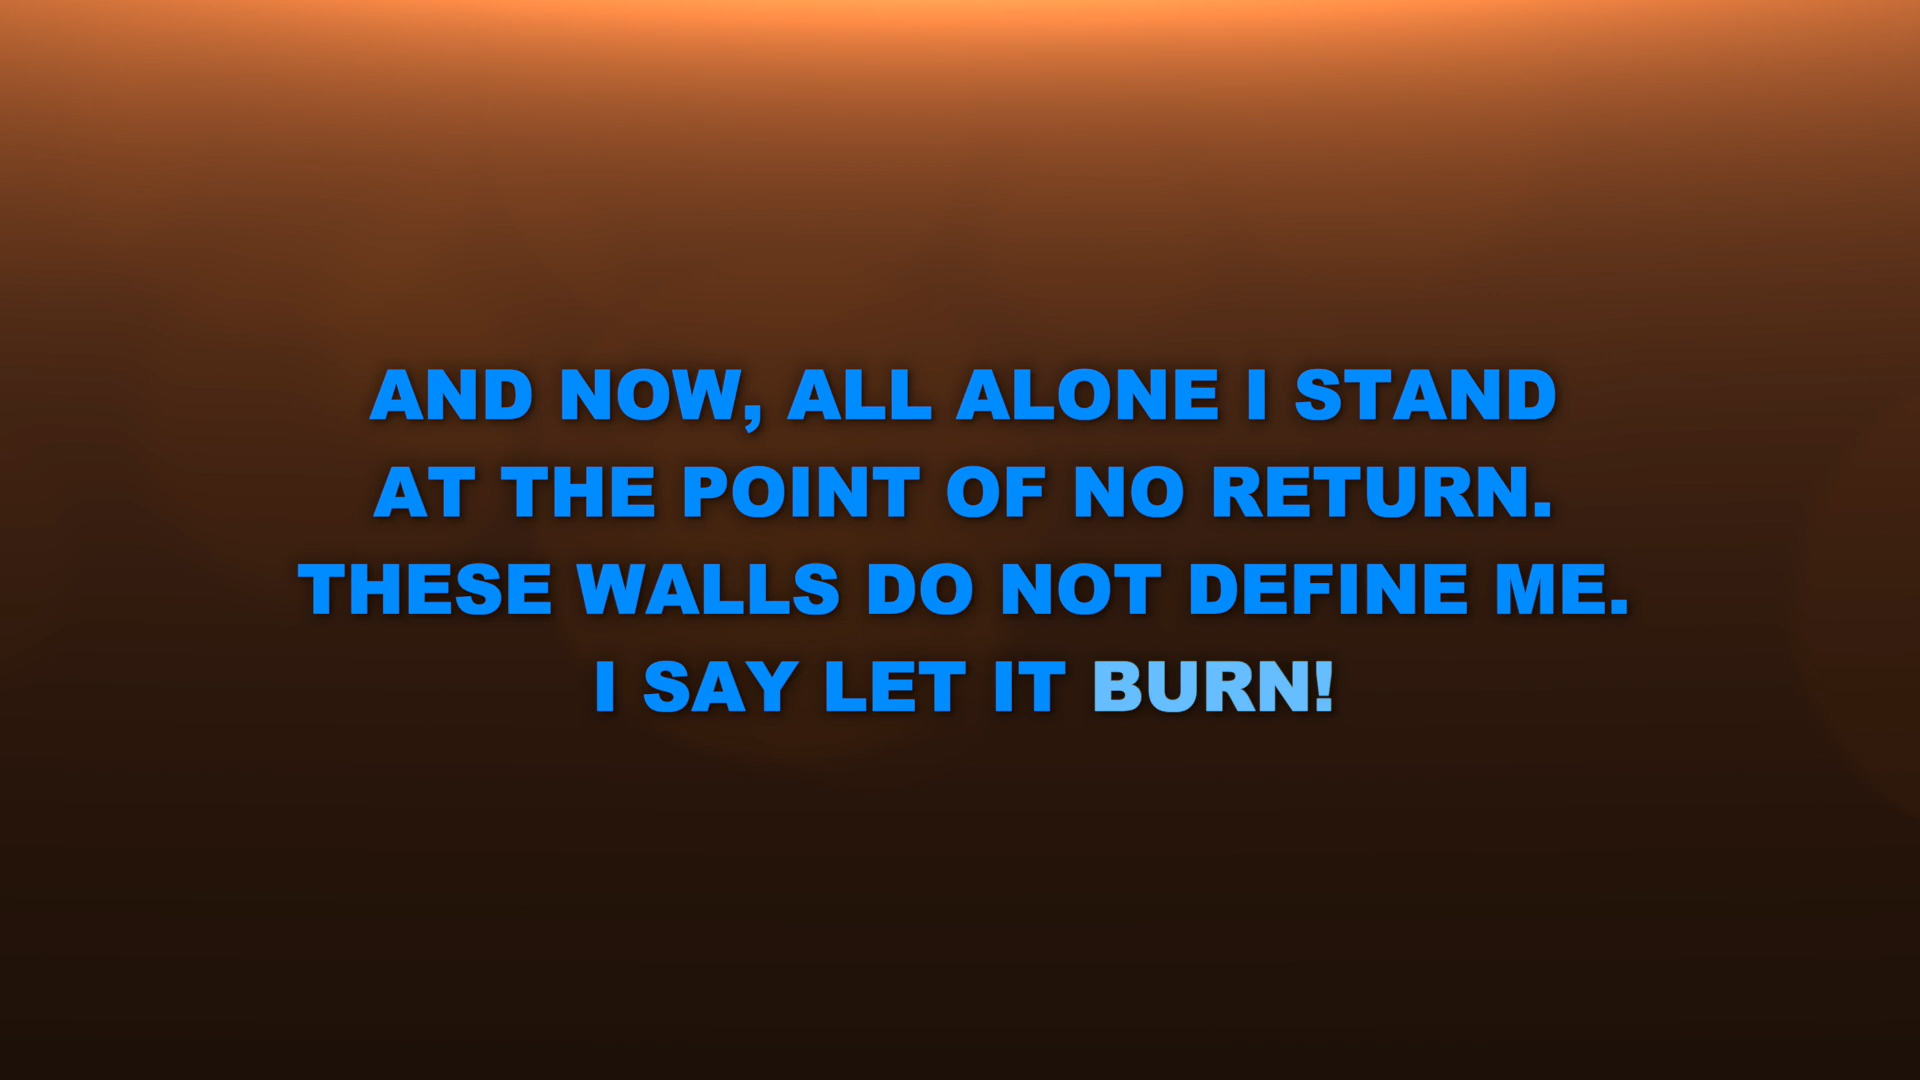 AND NOW, ALL ALONE I STAND
AT THE POINT OF NO RETURN.
THESE WALLS DO NOT DEFINE ME.
I SAY LET IT BURN!